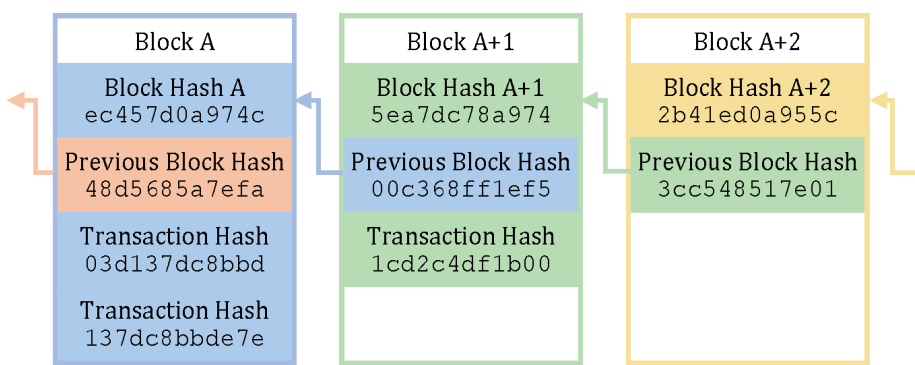 Block A
Block Hash A
ec457d0a974c
Previous Block Hash
48d5685a7efa
Transaction Hash
03d137dc8bbd
Transaction Hash
137dc8bbde7e
Block A+1
Block Hash A+1
5ea7dc78a974
Previous Block Hash
00c368ff1ef5
Transaction Hash
1cd2c4df1b00
Block A+2
Block Hash A+2
2b41ed0a955c
Previous Block Hash
3cc548517e01